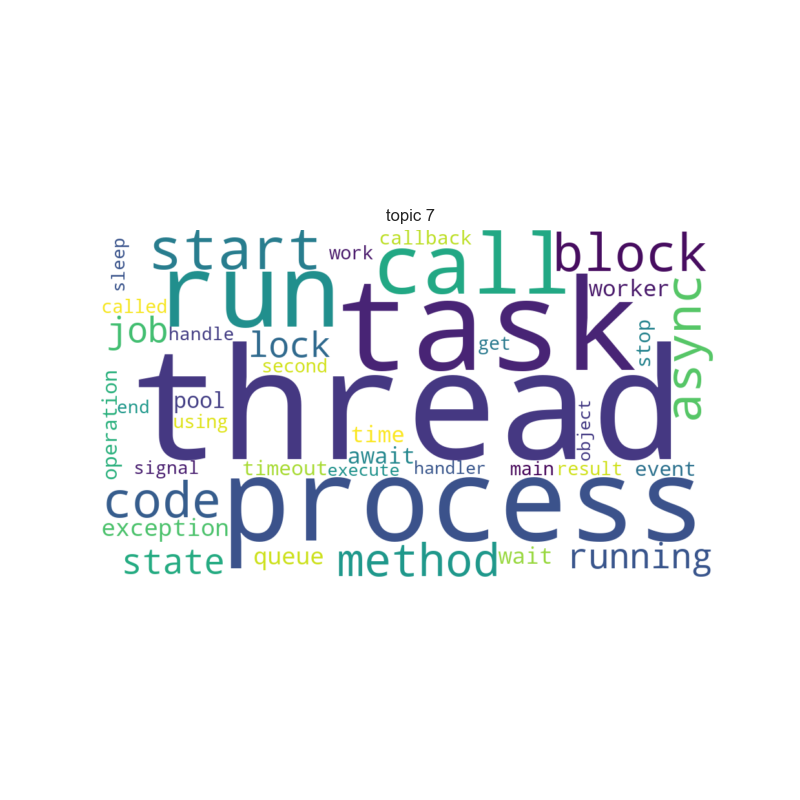 topic 7
sleep
start
work
callback
call
block
run
task
worker
async
called
job
handle
lock
second
get
stop
thread
operation
end
pool
using
time
await
object
signal
timeout
execute
handler
main
result
event
code
process
exception
state
queue
method
wait
running